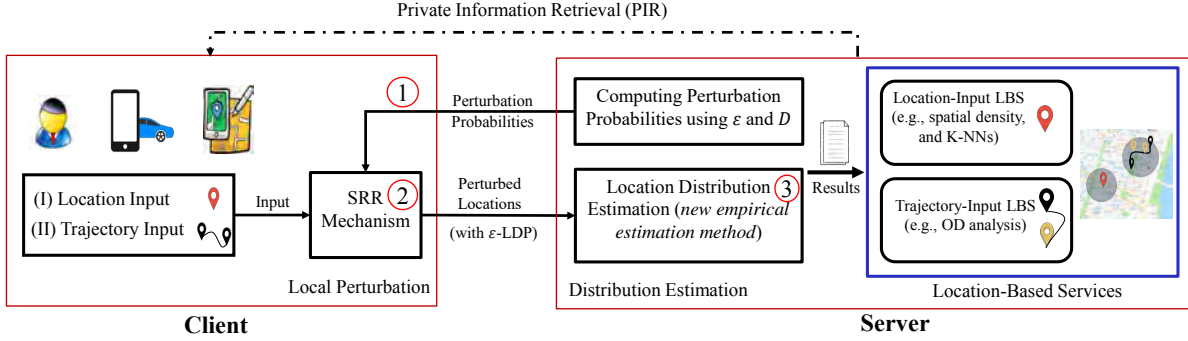 Private Information Retrieval (PIR)
1
Perturbation
Probabilities
Computing Perturbation
Probabilities using ε and D
Location-Input LBS
(e.g., spatial density,
and K-NNs)
(I) Location Input
(II) Trajectory Input
Input
SRR
Mechanism
2
Perturbed
Locations
(with ε-LDP)
Location Distribution
Estimation (new empirical
estimation method)
3
Results
Trajectory-Input LBS
(e.g., OD analysis)
Local Perturbation
Distribution Estimation
Location-Based Services
Client
Server